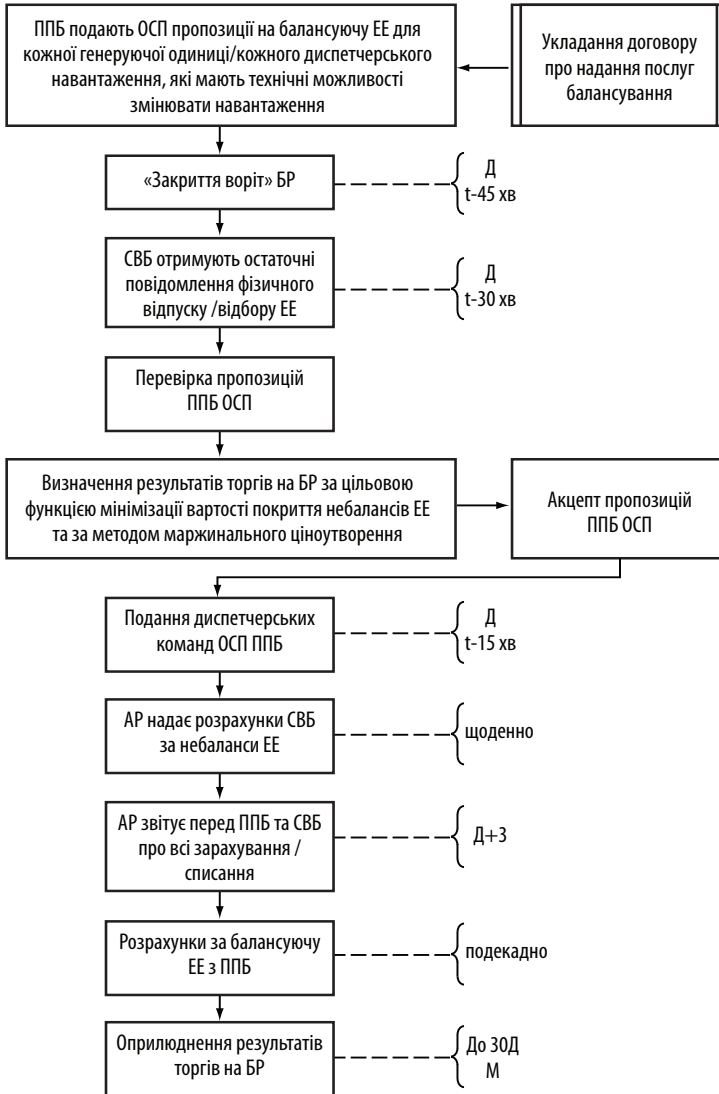 ППБ подають ОСП пропозиції на балансуючу ЕЕ для
кожної генеруючої одиниці/кожного диспетчерського
навантаження, які мають технічні можливості
змінювати навантаження
Укладання договору
про надання послуг
балансування
«Закриття воріт» БР
Д
t-45 хв
СВБ отримують остаточні
повідомлення фізичного
відпуску /відбору ЕЕ
Д
t-30 хв
Перевірка пропозицій
ППБ ОСП
Визначення результатів торгів на БР за цільовою
функцією мінімізації вартості покриття небалансів ЕЕ
та за методом маржинального ціноутворення
Акцепт пропозицій
ППБ ОСП
Подання диспетчерських
команд ОСП ППБ
Д
t-15 хв
АР надає розрахунки СВБ
за небаланси ЕЕ
щоденно
АР звітує перед ППБ та СВБ
про всі зарахування /
списання
Д+3
Розрахунки за балансуючу
ЕЕ з ППБ
подекадно
Оприлюднення результатів
торгів на БР
До 30Д
М